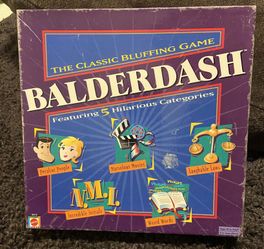 THE CLASSIC BLUFFING GAME
BALDERDASH
Featuring 5 Hilarious Categories
Peculiar People
Marvelous Movies
Laughable Laws
N.M.I.
Incredible Initials
Weird Words